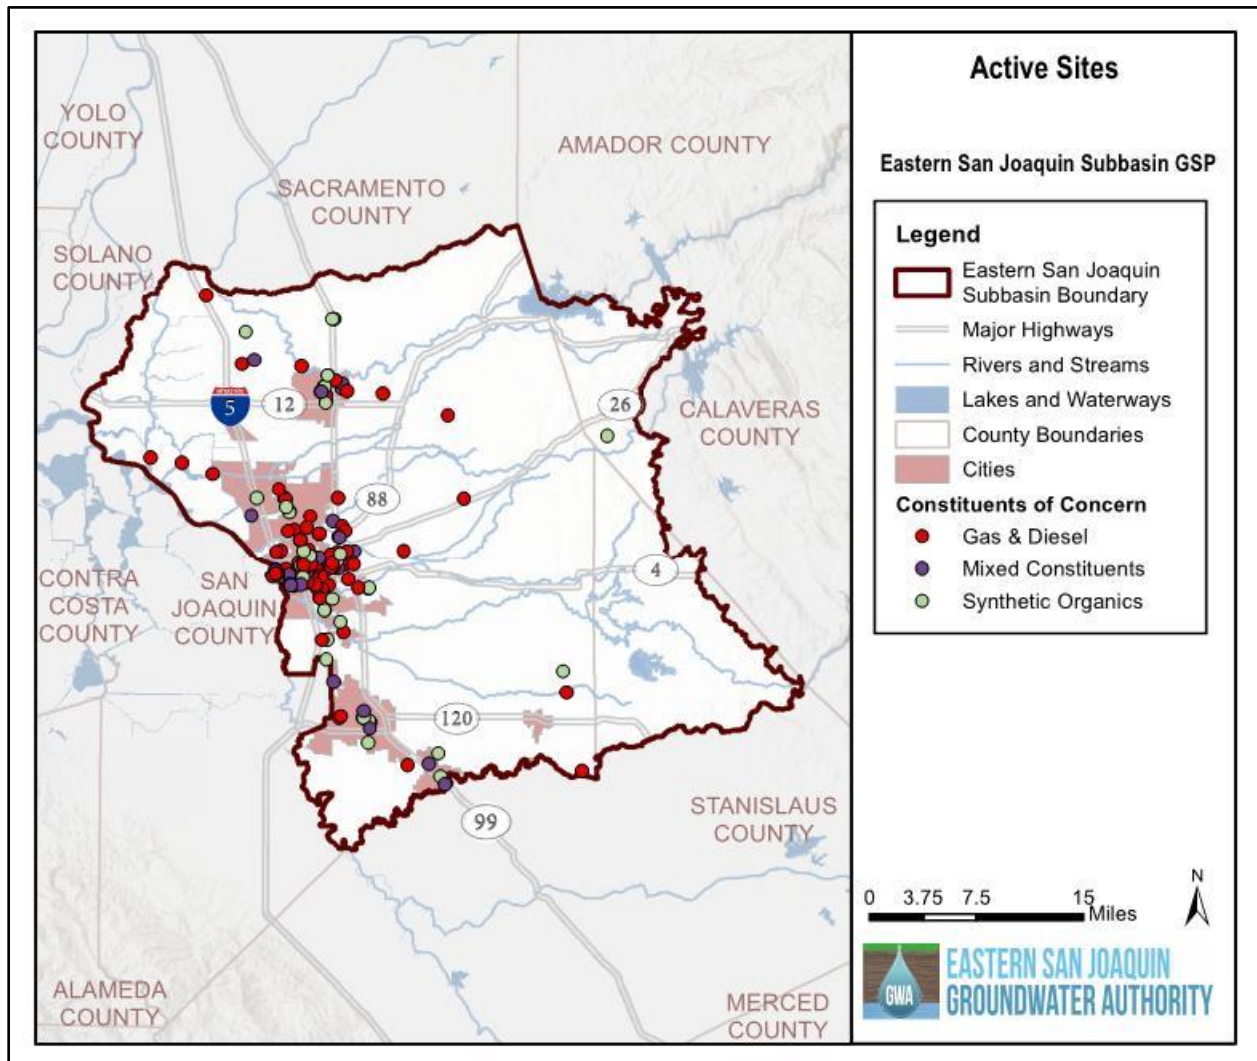 Active Sites
Eastern San Joaquin Subbasin GSP
Legend
Eastern San Joaquin
Subbasin Boundary
Major Highways
Rivers and Streams
Lakes and Waterways
County Boundaries
Cities
Constituents of Concern
Gas & Diesel
Mixed Constituents
Synthetic Organics
YOLO
COUNTY
AMADOR COUNTY
SACRAMENTO
COUNTY
SOLANO
COUNTY
5
12
26
CALAVERAS
COUNTY
88
4
CONTRA
COSTA
COUNTY
SAN
JOAQUIN
COUNTY
120
99
STANISLAUS
COUNTY
ALAMEDA
COUNTY
MERCED
COUNTY
N
0 3.75 7.5 15
Miles
GWA
EASTERN SAN JOAQUIN
GROUNDWATER AUTHORITY